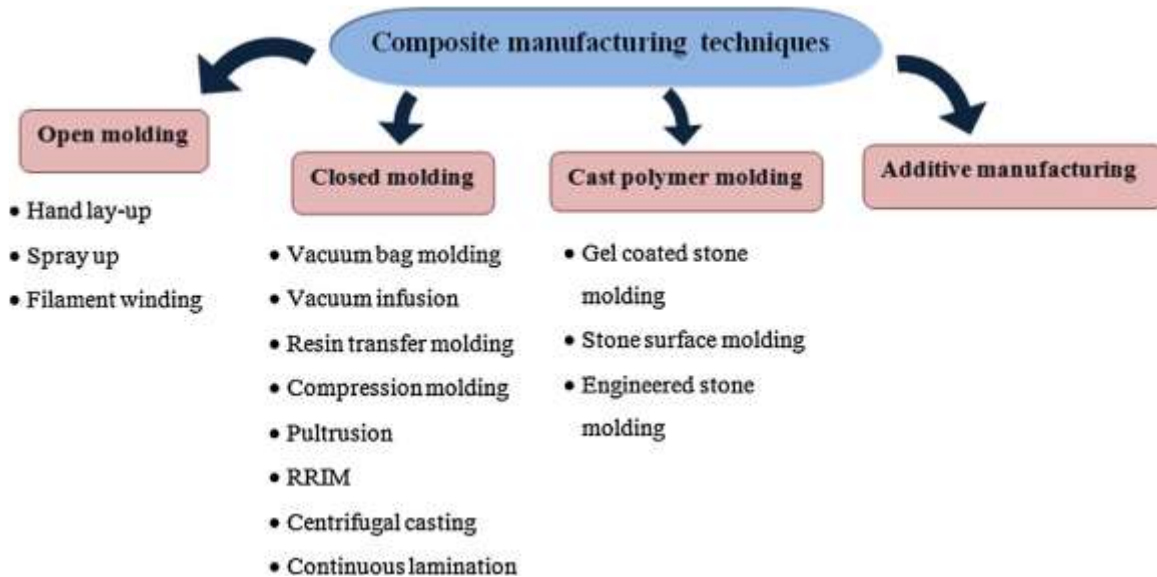 Composite manufacturing techniques
Open molding
• Hand lay-up
• Spray up
• Filament winding
Closed molding
• Vacuum bag molding
• Vacuum infusion
• Resin transfer molding
• Compression molding
• Pultrusion
• RRIM
• Centrifugal casting
• Continuous lamination
Cast polymer molding
• Gel coated stone
molding
• Stone surface molding
• Engineered stone
molding
Additive manufacturing